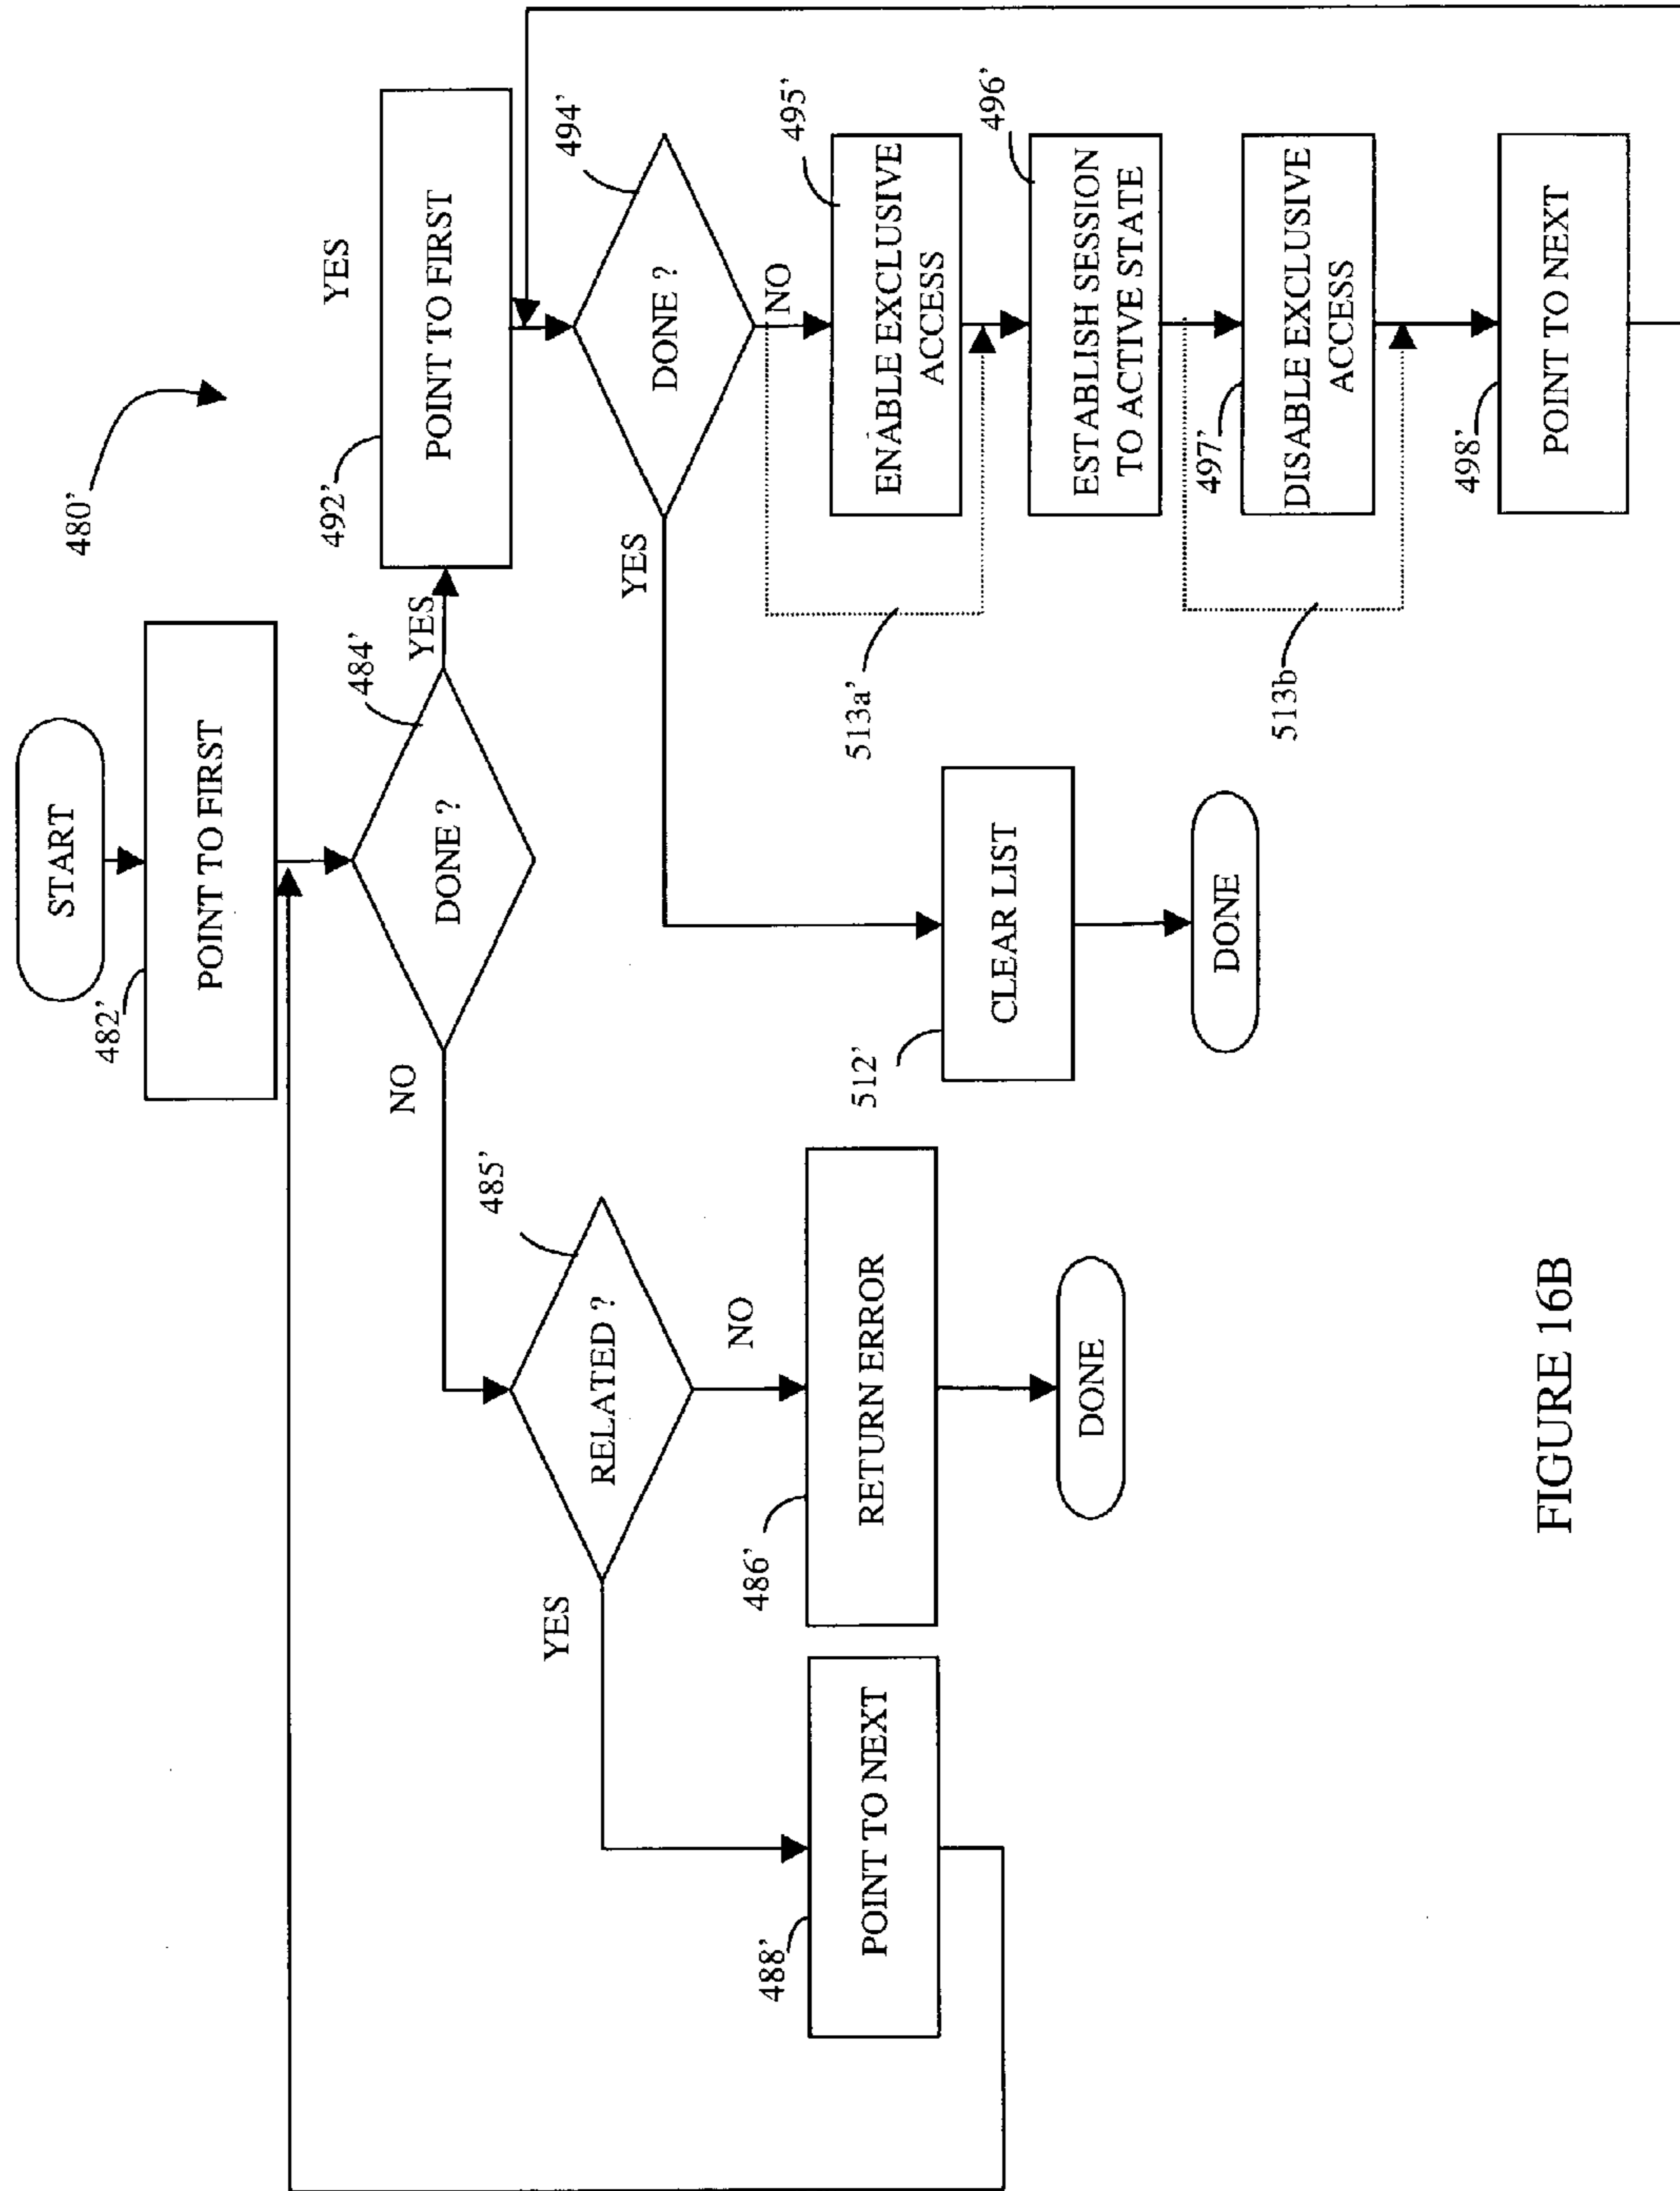 480'
START
482'
POINT TO FIRST
484'
DONE ?
YES
NO
492'
YES
POINT TO FIRST
494'
DONE ?
YES
NO
495'
ENABLE EXCLUSIVE
ACCESS
513a'
496'
ESTABLISH SESSION
TO ACTIVE STATE
497'
DISABLE EXCLUSIVE
ACCESS
513b
498'
POINT TO NEXT
485'
RELATED ?
YES
NO
486'
RETURN ERROR
DONE
488'
POINT TO NEXT
512'
CLEAR LIST
DONE
FIGURE 16B